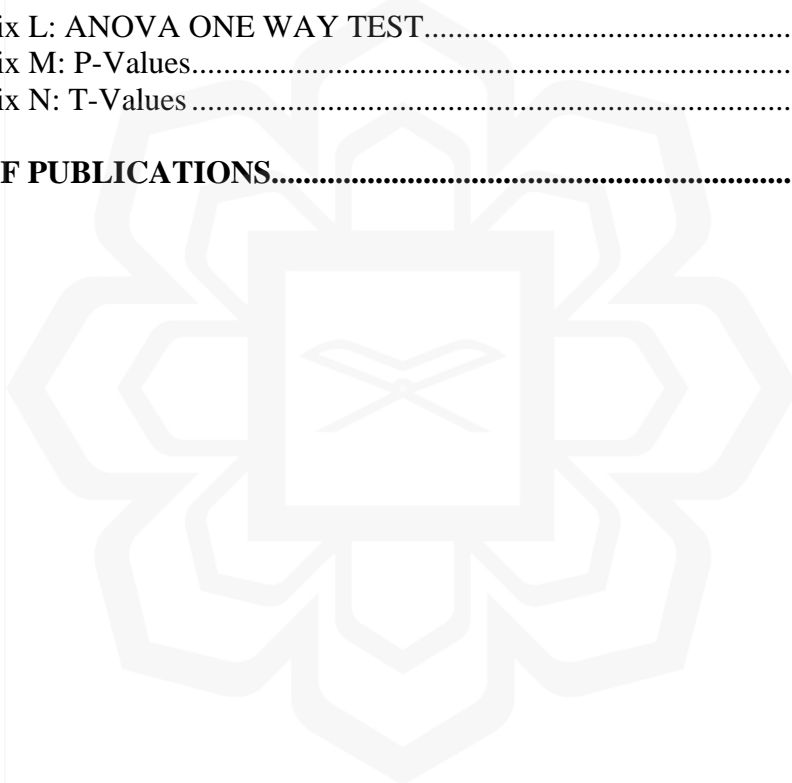 ix L: ANOVA ONE WAY TEST......................................................
ix M: P-Values...........................................................................
ix N: T-Values...........................................................................
F PUBLICATIONS..................................................................